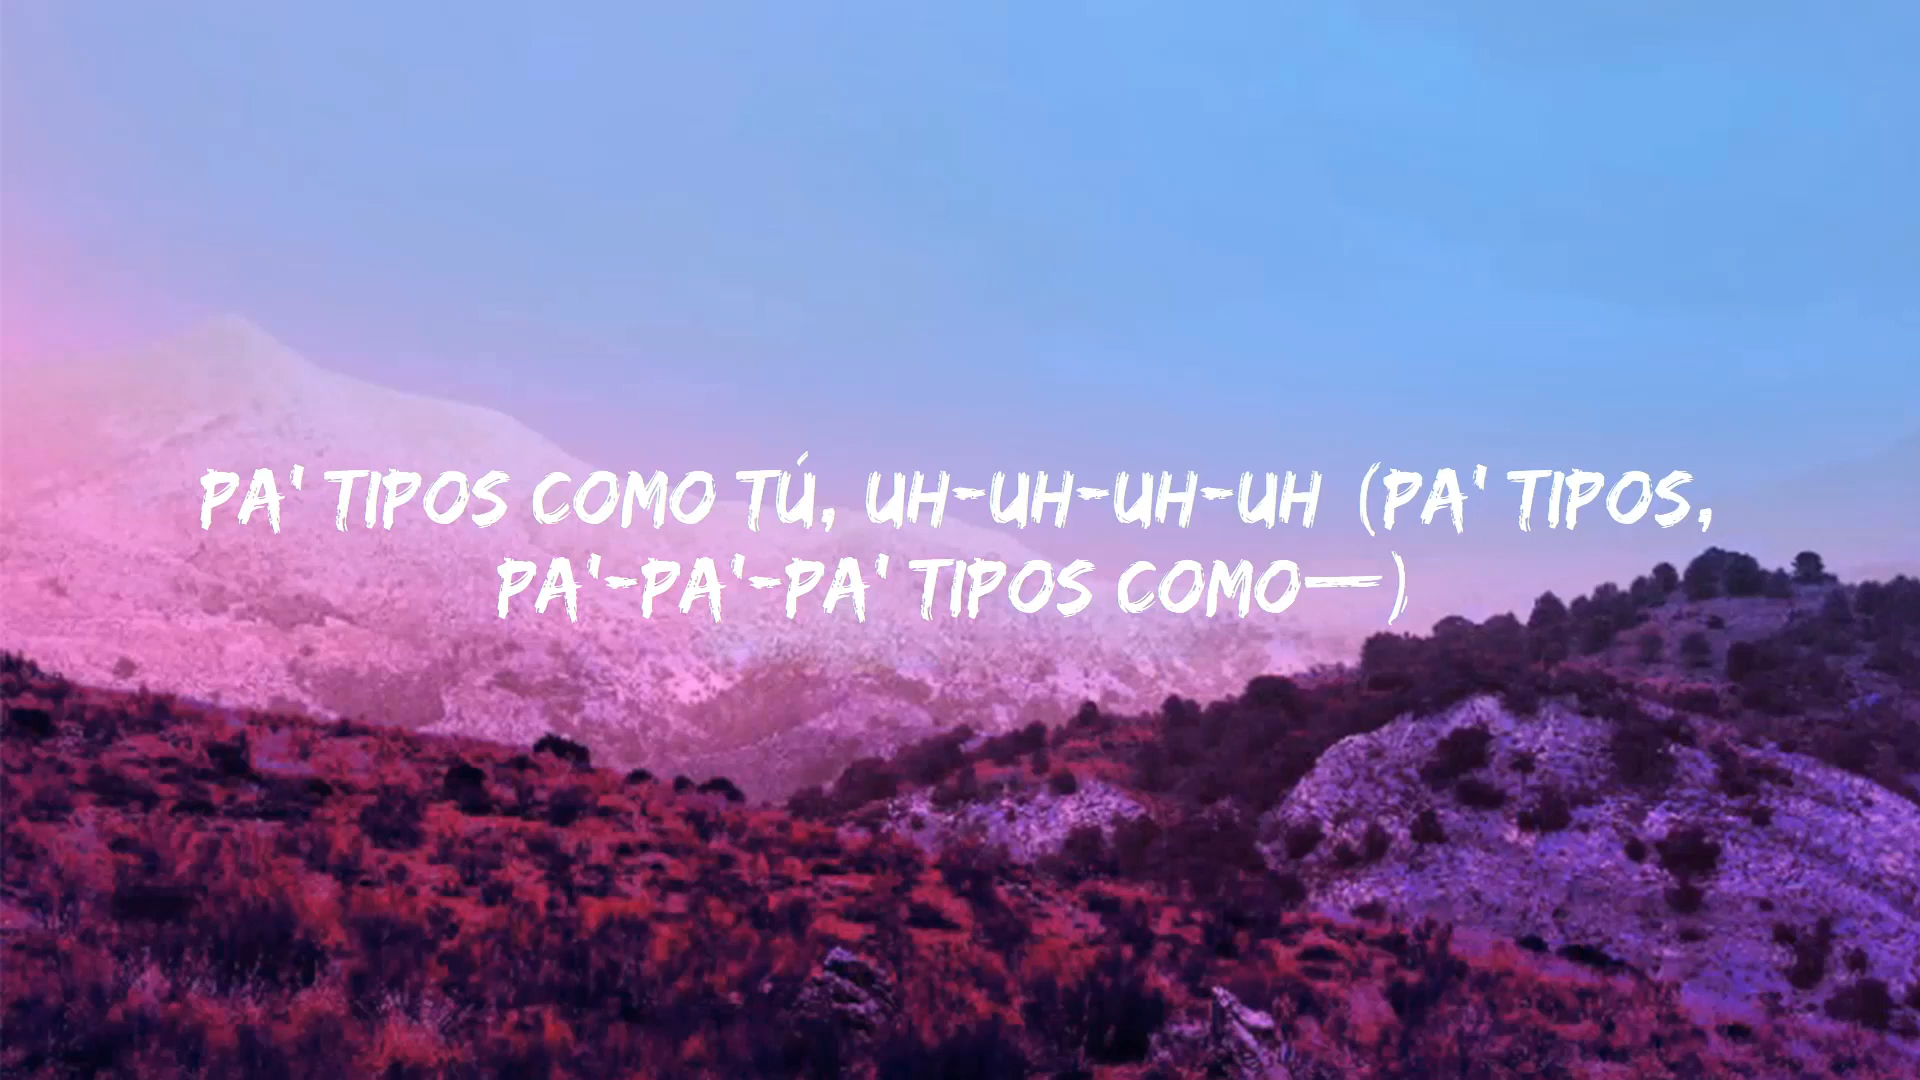 PA' TIPOS COMO TÚ, UH-UH-UH-UH (PA' TIPOS,
PA'-PA'-PA' TIPOS COMO—)